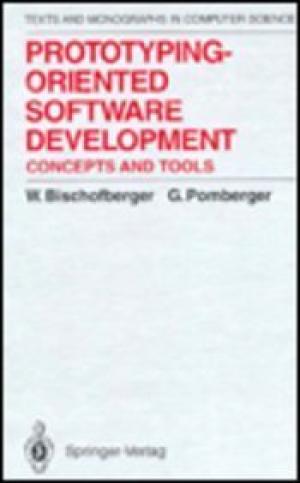 TEXTS AND MONOGRAPHS IN COMPUTER SCIENCE
PROTOTYPING-
ORIENTED
SOFTWARE
DEVELOPMENT
CONCEPTS AND TOOLS
W. Bischofberger G. Pomberger
Springer-Verlag